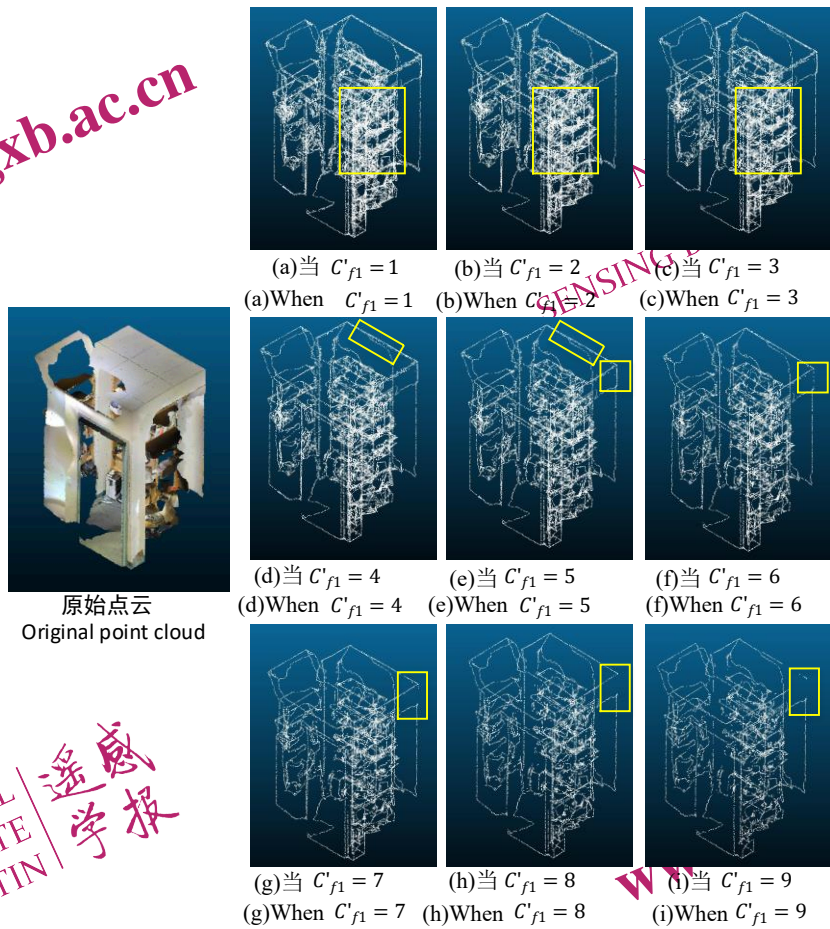 xb.ac.cn
SENSING
(a)当 C'f1 = 1
(b)当 C'f1 = 2
(c)当 C'f1 = 3
(a)When C'f1 = 1
(b)When C'f1 = 2
(c)When C'f1 = 3
原始点云
Original point cloud
(d)当 C'f1 = 4
(e)当 C'f1 = 5
(f)当 C'f1 = 6
(d)When C'f1 = 4
(e)When C'f1 = 5
(f)When C'f1 = 6
遥感
学报
L
TE
TIN
(g)当 C'f1 = 7
(h)当 C'f1 = 8
(i)当 C'f1 = 9
(g)When C'f1 = 7
(h)When C'f1 = 8
(i)When C'f1 = 9